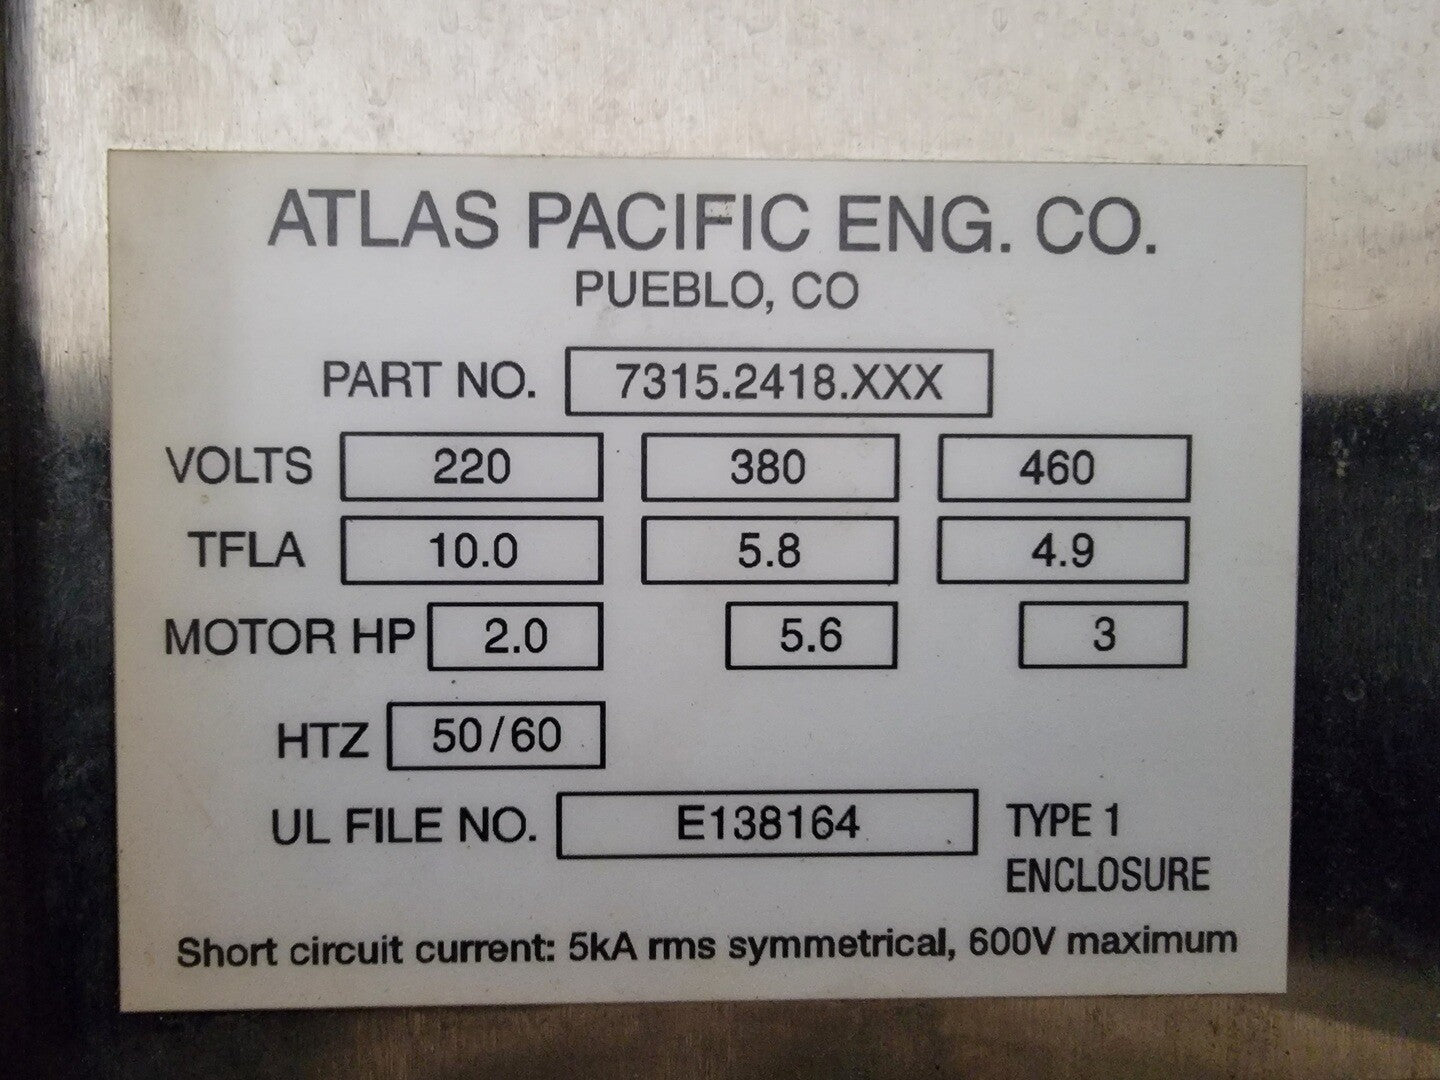 ATLAS PACIFIC ENG. CO.
PUEBLO, CO
PART NO. 7315.2418.XXX
VOLTS 220 380 460
TFLA 10.0 5.8 4.9
MOTOR HP 2.0 5.6 3
HTZ 50/60
UL FILE NO. E138164 TYPE 1
ENCLOSURE
Short circuit current: 5kA rms symmetrical, 600V maximum